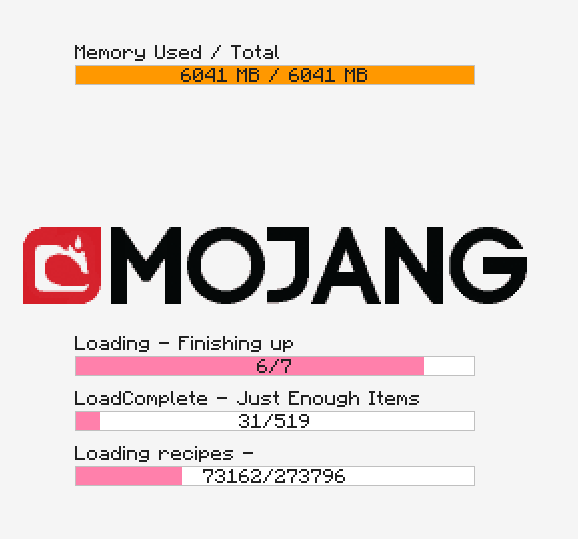 Memory Used / Total
6041 MB / 6041 MB
MOJANG
Loading - Finishing up
6/7
LoadComplete - Just Enough Items
31/519
Loading recipes -
73162/273796